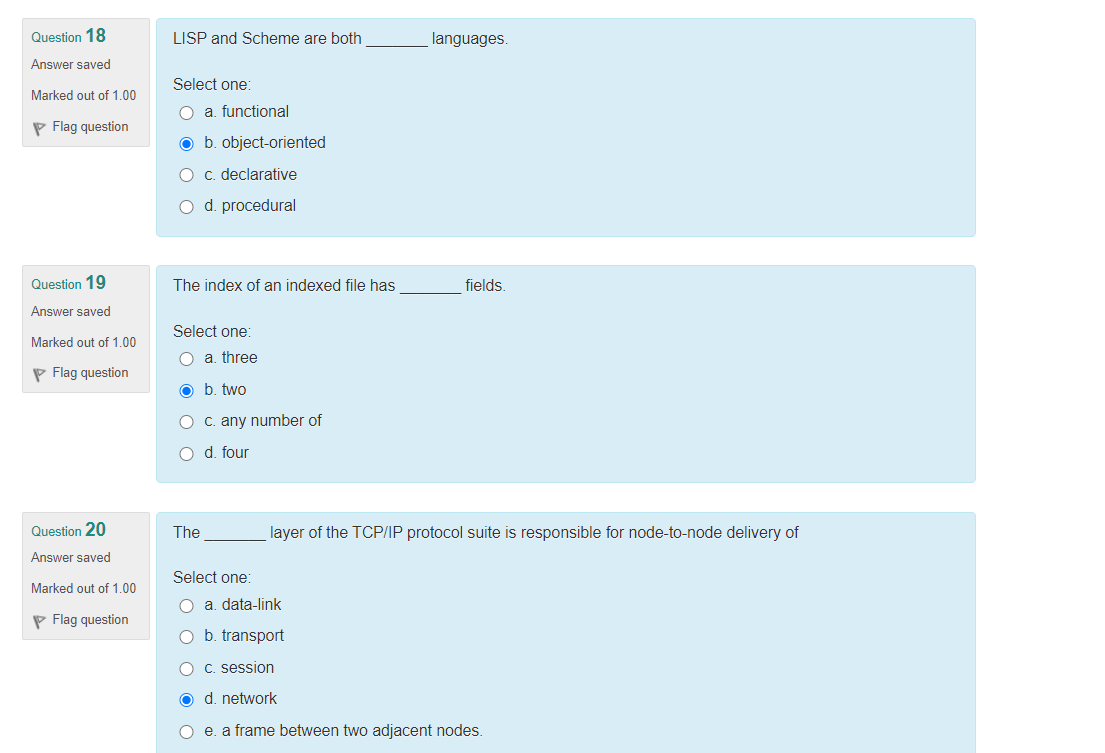 Question 18
Answer saved
Marked out of 1.00
Flag question
LISP and Scheme are both _______ languages.
Select one:
a. functional
b. object-oriented
c. declarative
d. procedural
Question 19
Answer saved
Marked out of 1.00
Flag question
The index of an indexed file has _______ fields.
Select one:
a. three
b. two
c. any number of
d. four
Question 20
Answer saved
Marked out of 1.00
Flag question
The _______ layer of the TCP/IP protocol suite is responsible for node-to-node delivery of
Select one:
a. data-link
b. transport
c. session
d. network
e. a frame between two adjacent nodes.